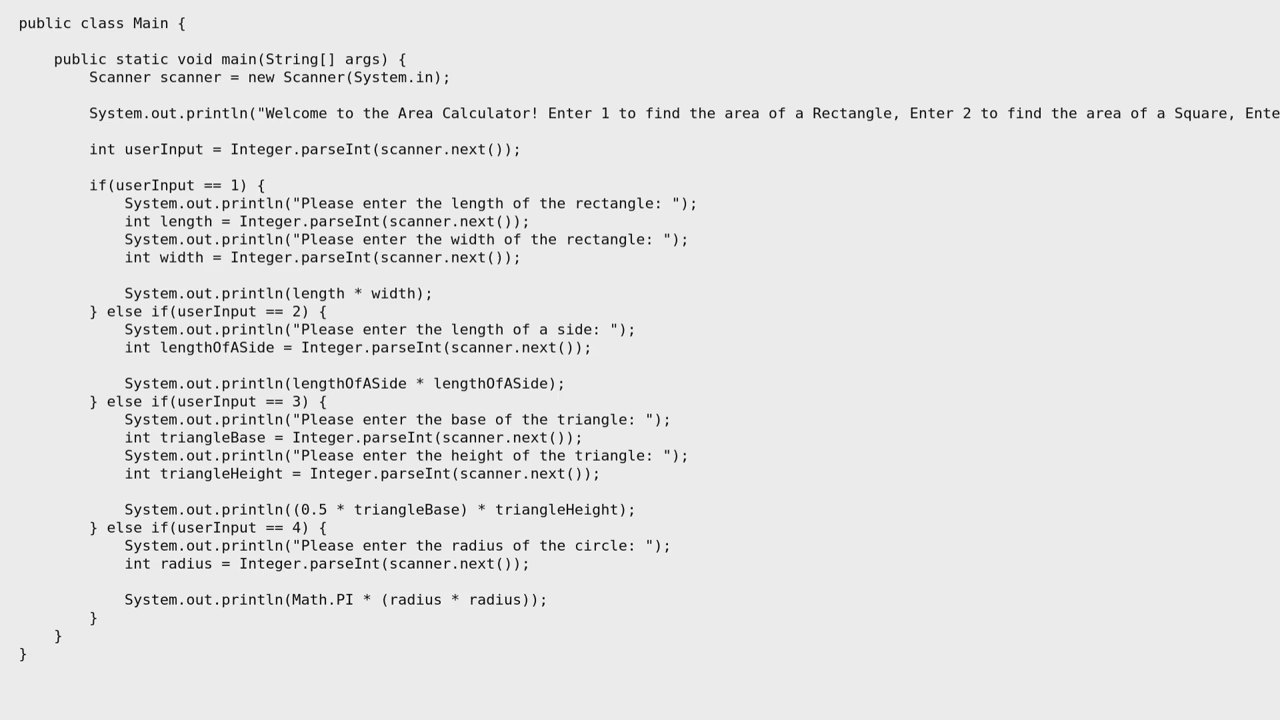 public class Main {
public static void main(String[] args) {
Scanner scanner = new Scanner(System.in);
System.out.println("Welcome to the Area Calculator! Enter 1 to find the area of a Rectangle, Enter 2 to find the area of a Square, Ente
int userInput = Integer.parseInt(scanner.next());
if(userInput == 1) {
System.out.println("Please enter the length of the rectangle: ");
int length = Integer.parseInt(scanner.next());
System.out.println("Please enter the width of the rectangle: ");
int width = Integer.parseInt(scanner.next());
System.out.println(length * width);
} else if(userInput == 2) {
System.out.println("Please enter the length of a side: ");
int lengthOfASide = Integer.parseInt(scanner.next());
System.out.println(lengthOfASide * lengthOfASide);
} else if(userInput == 3) {
System.out.println("Please enter the base of the triangle: ");
int triangleBase = Integer.parseInt(scanner.next());
System.out.println("Please enter the height of the triangle: ");
int triangleHeight = Integer.parseInt(scanner.next());
System.out.println((0.5 * triangleBase) * triangleHeight);
} else if(userInput == 4) {
System.out.println("Please enter the radius of the circle: ");
int radius = Integer.parseInt(scanner.next());
System.out.println(Math.PI * (radius * radius));
}
}
}